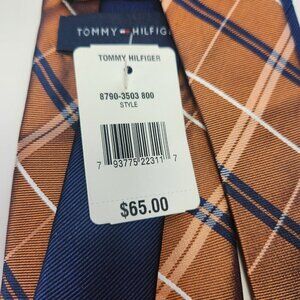 TOMMY HILFIGER
TOMMY HILFIGER
8790-3503 800
STYLE
7 93775 22311 7
$65.00